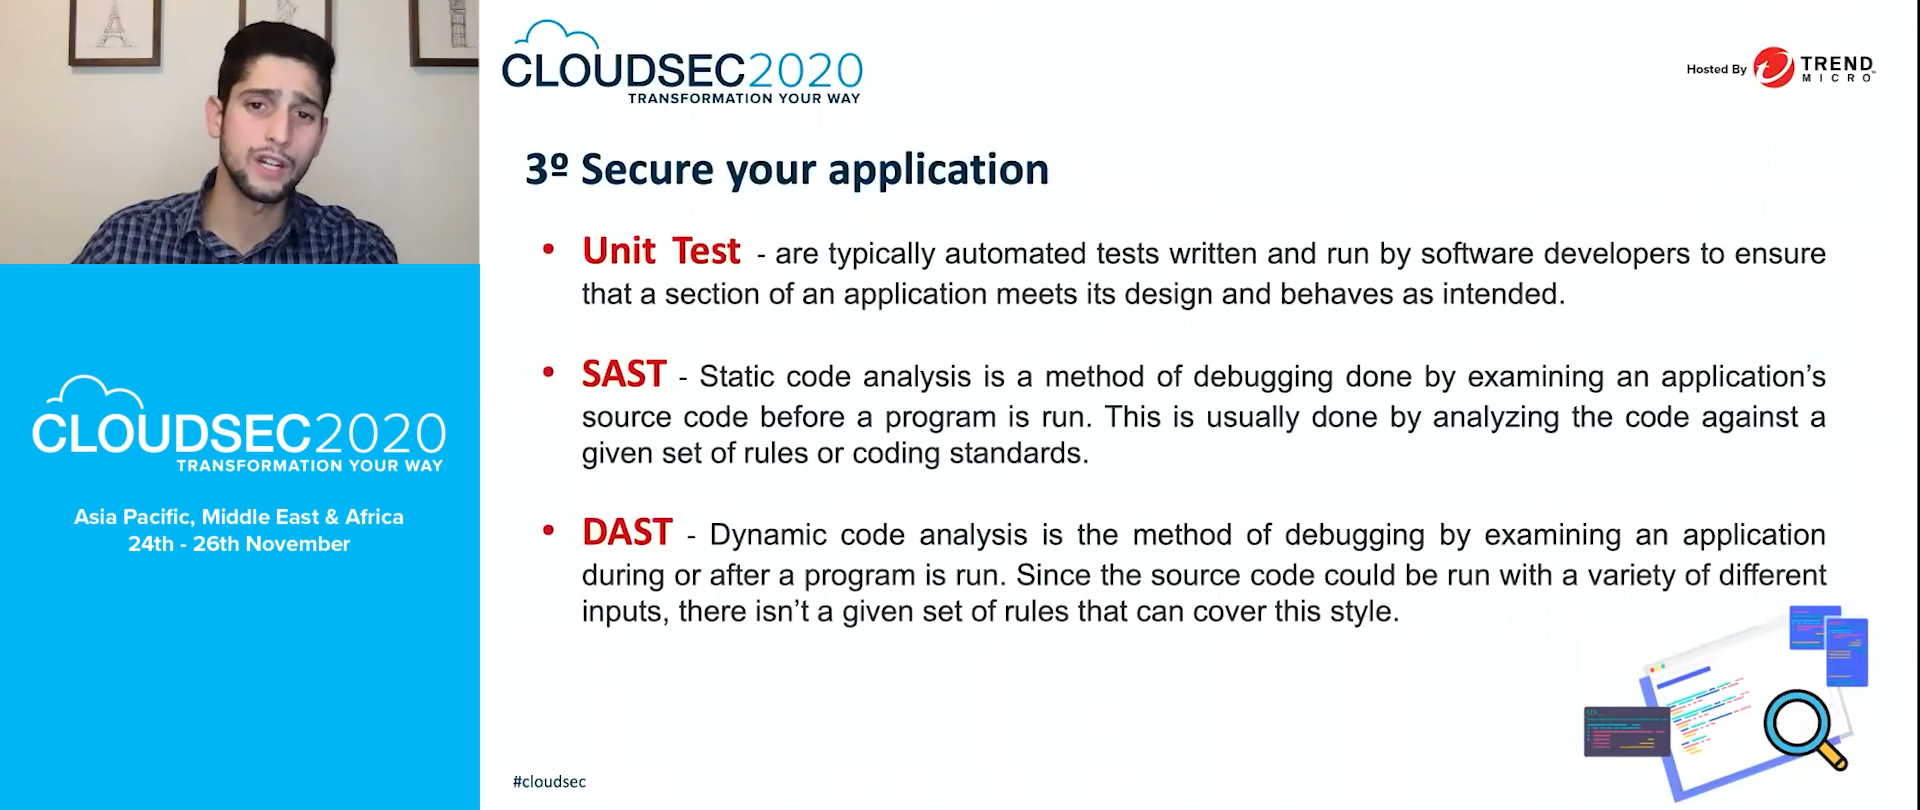 CLOUDSEC2020
TRANSFORMATION YOUR WAY
Hosted By TREND
MICRO™
3º Secure your application
• Unit Test - are typically automated tests written and run by software developers to ensure
that a section of an application meets its design and behaves as intended.
• SAST - Static code analysis is a method of debugging done by examining an application’s
source code before a program is run. This is usually done by analyzing the code against a
given set of rules or coding standards.
• DAST - Dynamic code analysis is the method of debugging by examining an application
during or after a program is run. Since the source code could be run with a variety of different
inputs, there isn’t a given set of rules that can cover this style.
#cloudsec
CLOUDSEC2020
TRANSFORMATION YOUR WAY
Asia Pacific, Middle East & Africa
24th - 26th November